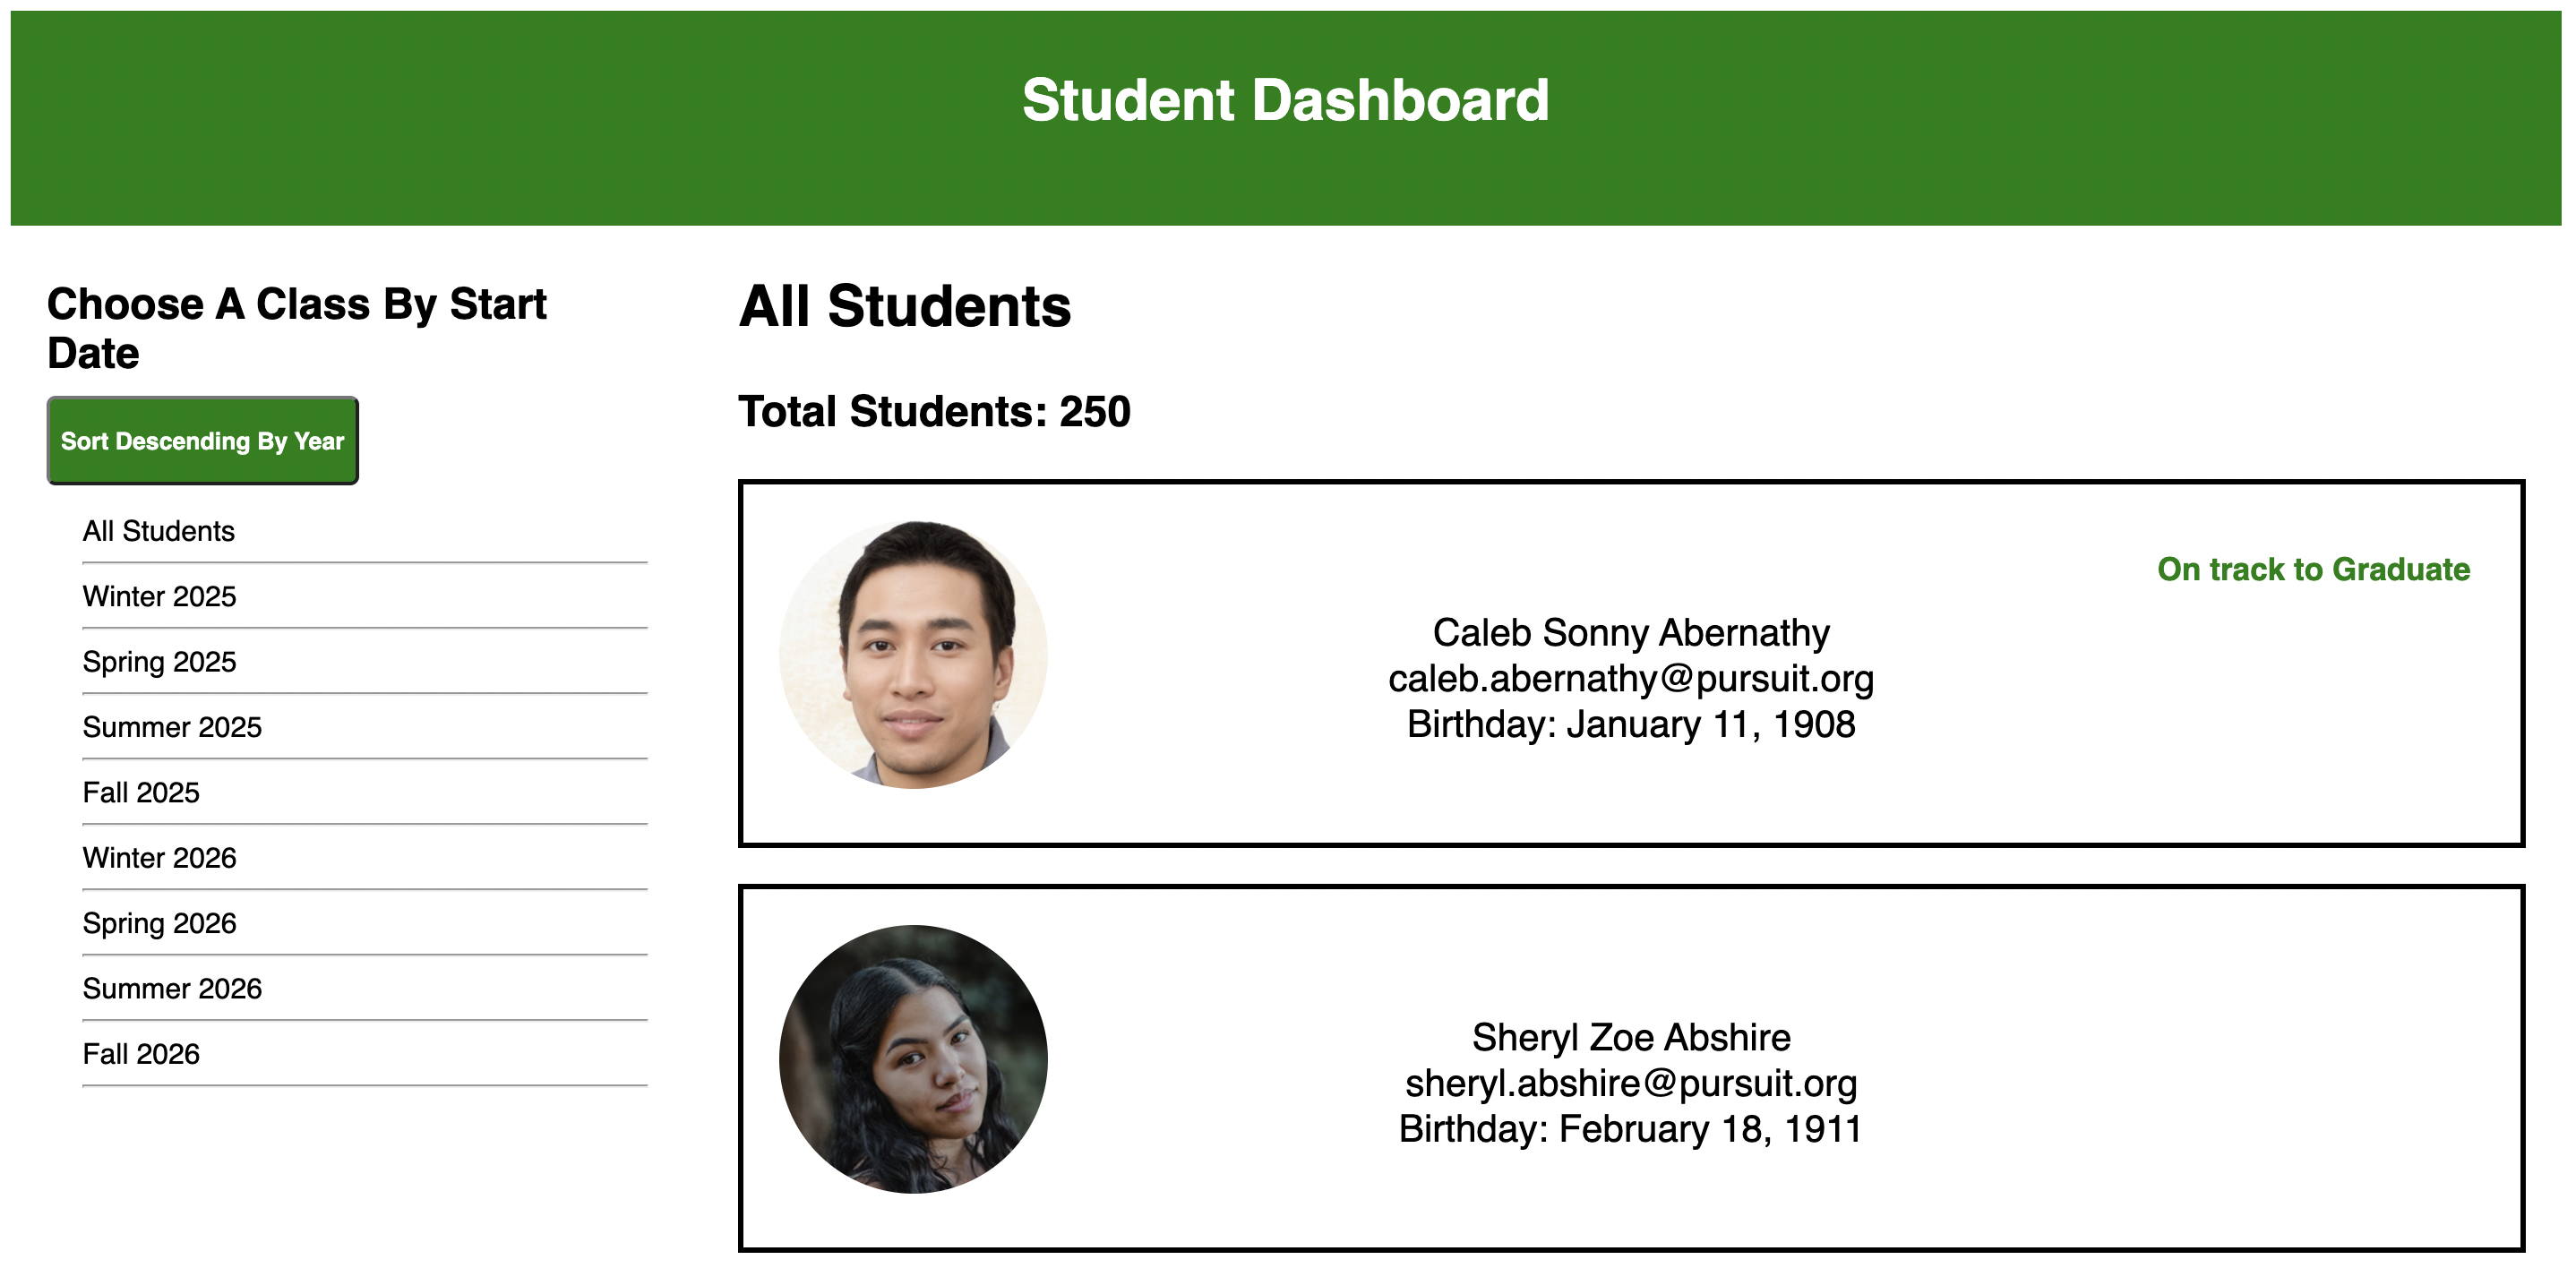 Student Dashboard
Choose A Class By Start
Date
Sort Descending By Year
All Students
Winter 2025
Spring 2025
Summer 2025
Fall 2025
Winter 2026
Spring 2026
Summer 2026
Fall 2026
All Students
Total Students: 250
On track to Graduate
Caleb Sonny Abernathy
caleb.abernathy@pursuit.org
Birthday: January 11, 1908
Sheryl Zoe Abshire
sheryl.abshire@pursuit.org
Birthday: February 18, 1911